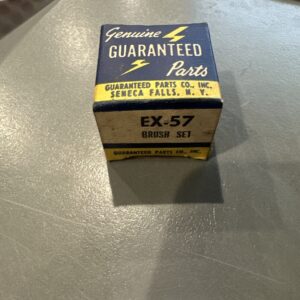 Genuine
GUARANTEED
Parts
GUARANTEED PARTS CO., INC.
SENECA FALLS, N. Y.
EX-57
BRUSH SET
GUARANTEED PARTS CO., INC.